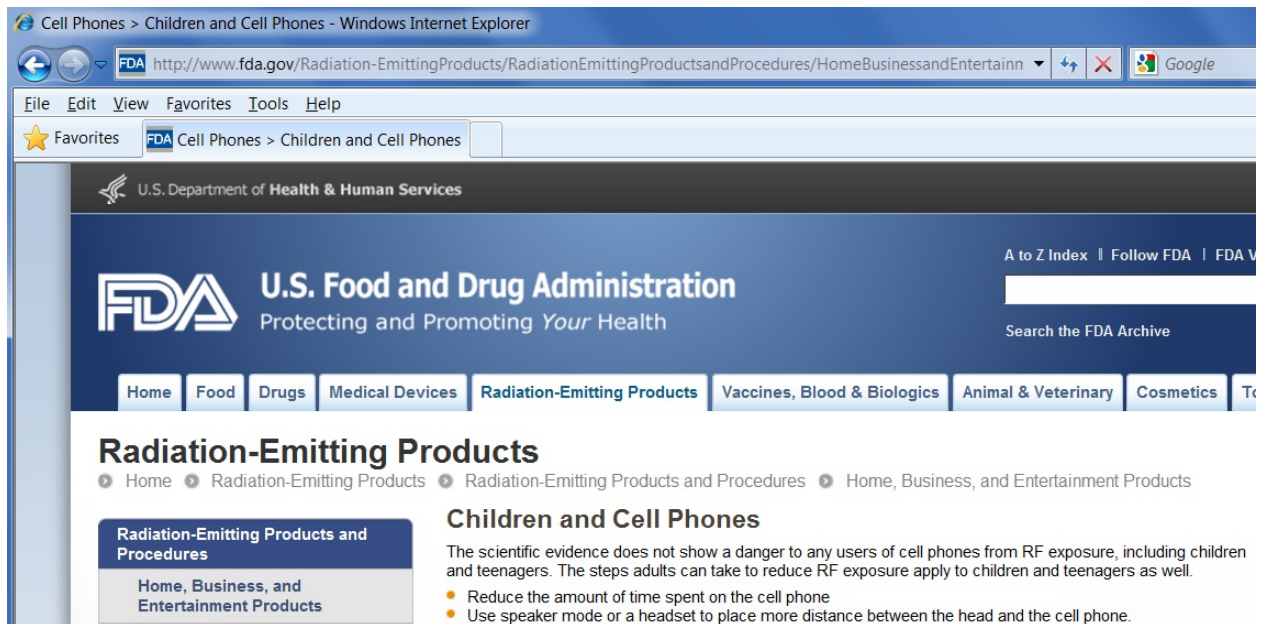 Cell Phones > Children and Cell Phones - Windows Internet Explorer
FDA http://www.fda.gov/Radiation-EmittingProducts/RadiationEmittingProductsandProcedures/HomeBusinessandEntertainn Google
File Edit View Favorites Tools Help
Favorites FDA Cell Phones > Children and Cell Phones
U.S. Department of Health & Human Services
A to Z Index | Follow FDA | FDA V
FDA U.S. Food and Drug Administration
Protecting and Promoting Your Health
Search the FDA Archive
Home Food Drugs Medical Devices Radiation-Emitting Products Vaccines, Blood & Biologics Animal & Veterinary Cosmetics To
Radiation-Emitting Products
Home Radiation-Emitting Products Radiation-Emitting Products and Procedures Home, Business, and Entertainment Products
Radiation-Emitting Products and
Procedures
Home, Business, and
Entertainment Products
Children and Cell Phones
The scientific evidence does not show a danger to any users of cell phones from RF exposure, including children
and teenagers. The steps adults can take to reduce RF exposure apply to children and teenagers as well.
Reduce the amount of time spent on the cell phone
Use speaker mode or a headset to place more distance between the head and the cell phone.